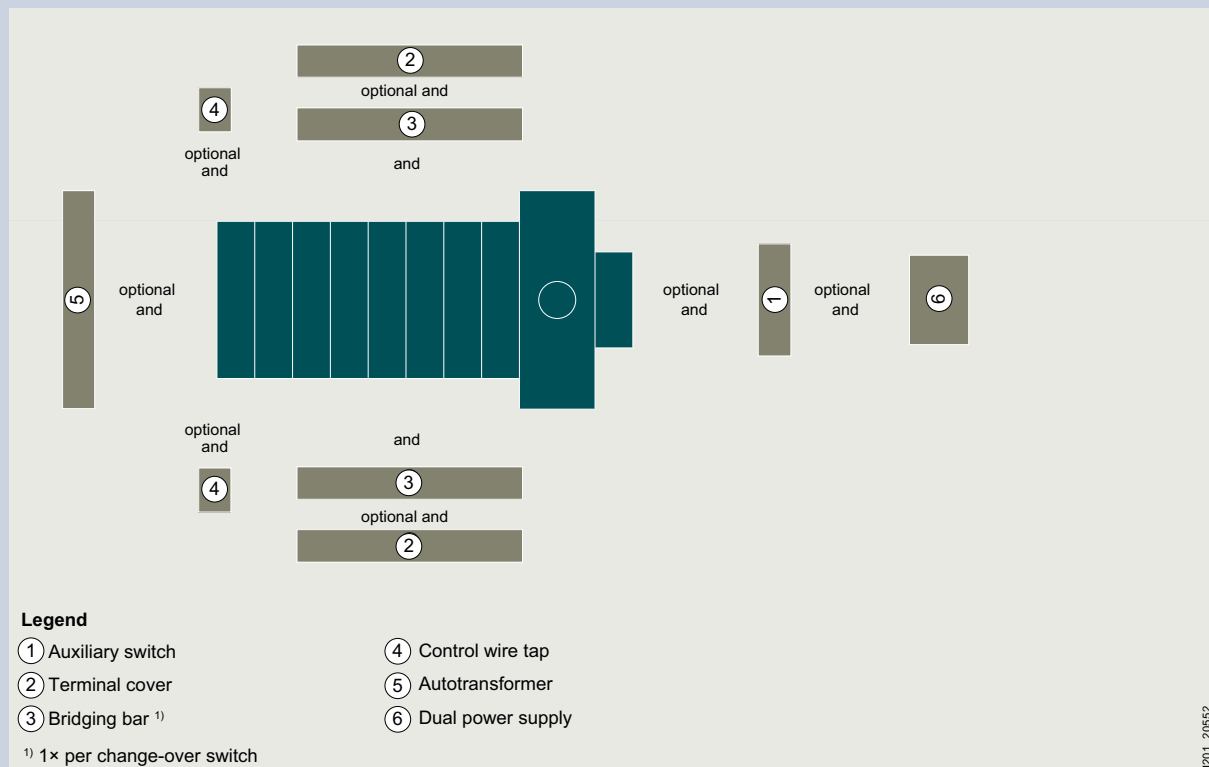 2
optional and
4
3
optional
and
and
5
optional
and
optional
and
1
optional
and
6
optional
and
and
4
3
optional and
2
Legend
1 Auxiliary switch
2 Terminal cover
3 Bridging bar 1)
4 Control wire tap
5 Autotransformer
6 Dual power supply
1) 1× per change-over switch